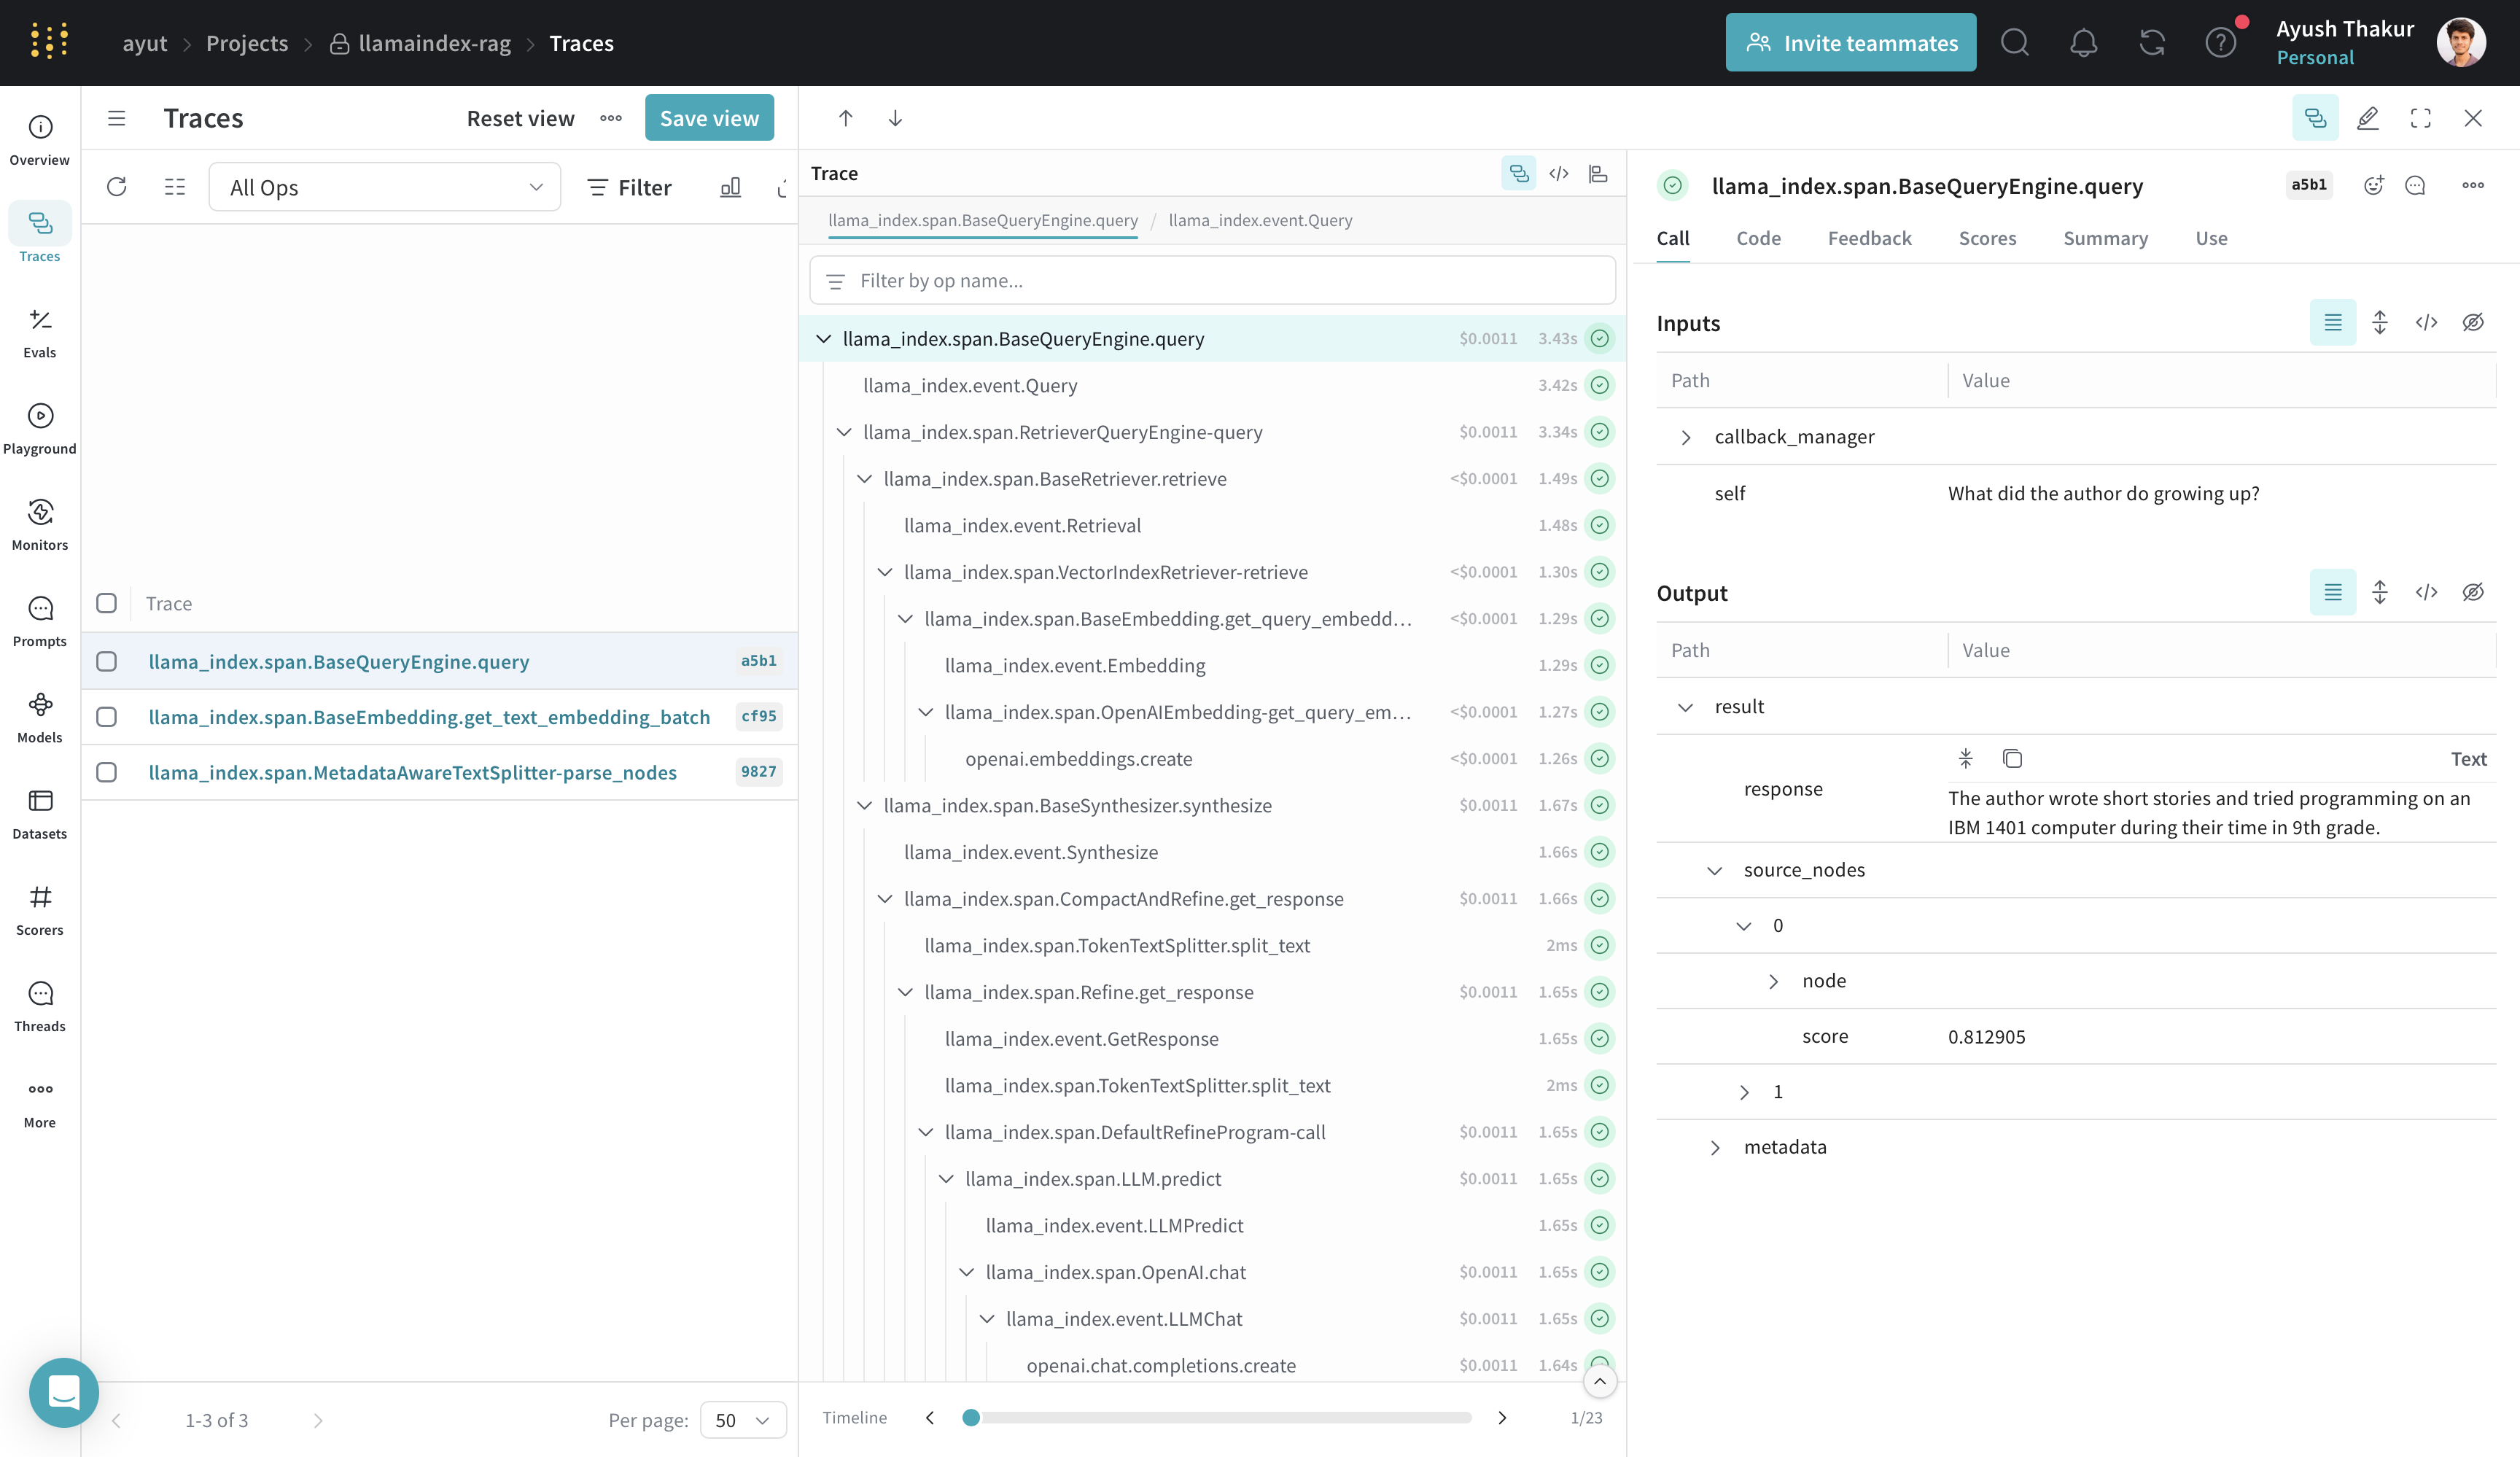 ayut > Projects > llamaindex-rag > Traces
Invite teammates
Ayush Thakur
Personal
Overview
Traces
Evals
Playground
Monitors
Prompts
Models
Datasets
Scorers
Threads
More
Traces
Reset view
Save view
All Ops
Filter
Trace
llama_index.span.BaseQueryEngine.query a5b1
llama_index.span.BaseEmbedding.get_text_embedding_batch cf95
llama_index.span.MetadataAwareTextSplitter-parse_nodes 9827
1-3 of 3
Per page: 50
Trace
llama_index.span.BaseQueryEngine.query / llama_index.event.Query
Filter by op name...
llama_index.span.BaseQueryEngine.query $0.0011 3.43s
llama_index.event.Query 3.42s
llama_index.span.RetrieverQueryEngine-query $0.0011 3.34s
llama_index.span.BaseRetriever.retrieve <$0.0001 1.49s
llama_index.event.Retrieval 1.48s
llama_index.span.VectorIndexRetriever-retrieve <$0.0001 1.30s
llama_index.span.BaseEmbedding.get_query_embedd... <$0.0001 1.29s
llama_index.event.Embedding 1.29s
llama_index.span.OpenAIEmbedding-get_query_em... <$0.0001 1.27s
openai.embeddings.create <$0.0001 1.26s
llama_index.span.BaseSynthesizer.synthesize $0.0011 1.67s
llama_index.event.Synthesize 1.66s
llama_index.span.CompactAndRefine.get_response $0.0011 1.66s
llama_index.span.TokenTextSplitter.split_text 2ms
llama_index.span.Refine.get_response $0.0011 1.65s
llama_index.event.GetResponse 1.65s
llama_index.span.TokenTextSplitter.split_text 2ms
llama_index.span.DefaultRefineProgram-call $0.0011 1.65s
llama_index.span.LLM.predict $0.0011 1.65s
llama_index.event.LLMPredict 1.65s
llama_index.span.OpenAI.chat $0.0011 1.65s
llama_index.event.LLMChat $0.0011 1.65s
openai.chat.completions.create $0.0011 1.64s
Timeline 1/23
llama_index.span.BaseQueryEngine.query a5b1
Call Code Feedback Scores Summary Use
Inputs
Path Value
callback_manager
self What did the author do growing up?
Output
Path Value
result
Text
response
The author wrote short stories and tried programming on an
IBM 1401 computer during their time in 9th grade.
source_nodes
0
node
score 0.812905
1
metadata